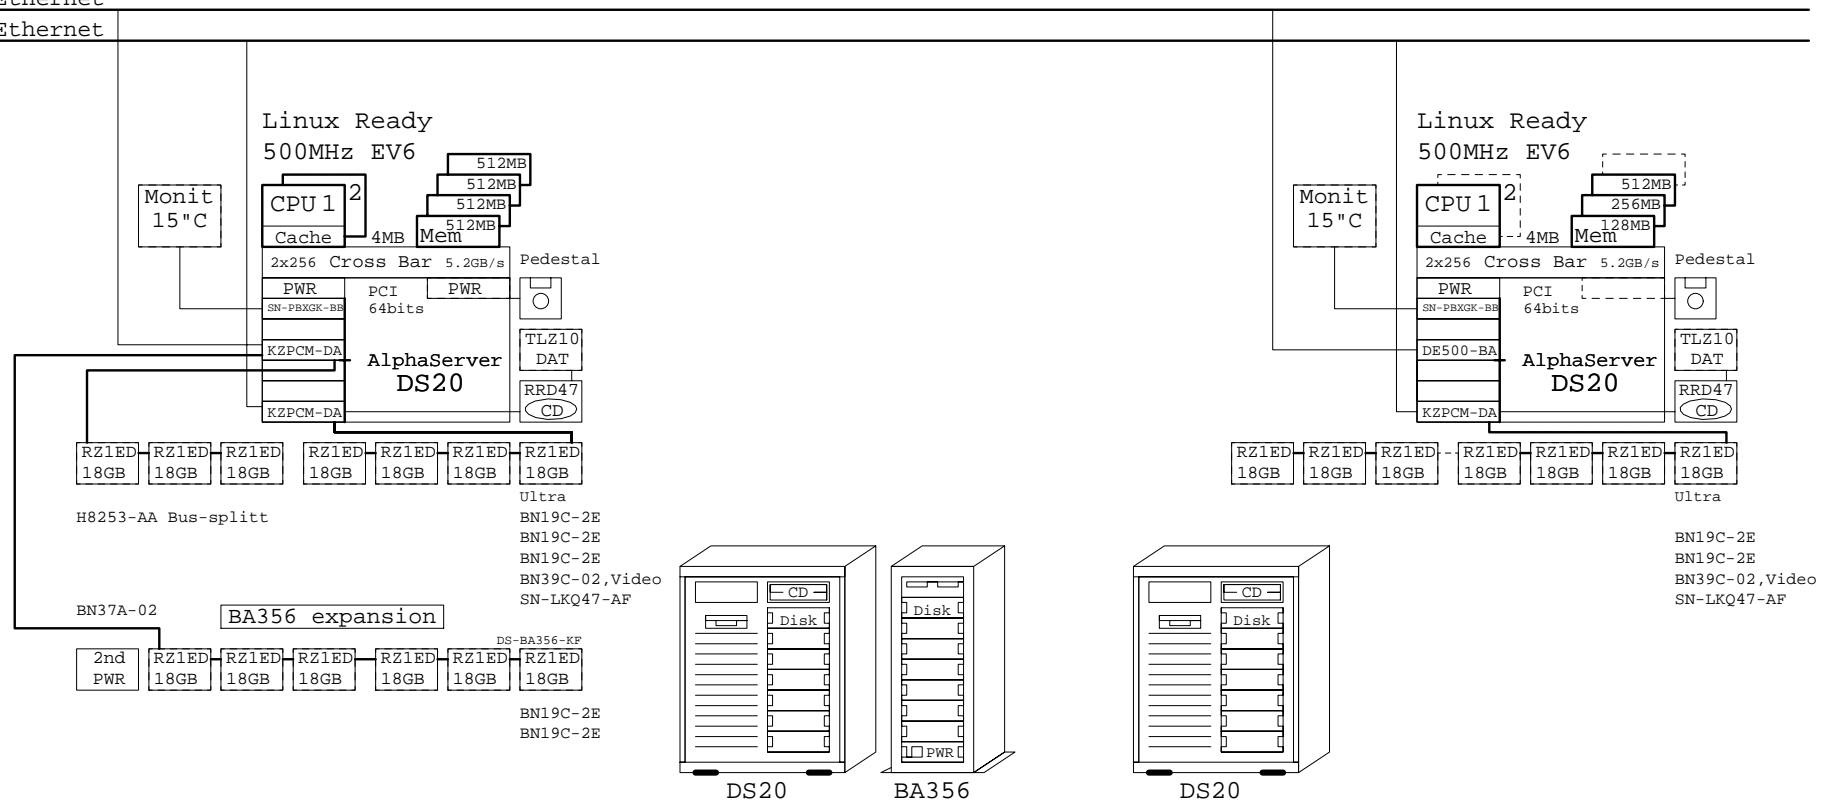 Ethernet
Ethernet
Linux Ready
500MHz EV6
Monit
15"C
CPU 1
2
Cache
4MB
512MB
512MB
512MB
512MB
Mem
2x256 Cross Bar 5.2GB/s
Pedestal
PWR
PCI
64bits
PWR
SN-PBXGK-BB
KZPCM-DA
AlphaServer
DS20
TLZ10
DAT
RRD47
CD
KZPCM-DA
RZ1ED RZ1ED RZ1ED RZ1ED RZ1ED RZ1ED RZ1ED
18GB 18GB 18GB 18GB 18GB 18GB 18GB
Ultra
H8253-AA Bus-splitt
BN19C-2E
BN19C-2E
BN19C-2E
BN39C-02,Video
SN-LKQ47-AF
BN37A-02
BA356 expansion
DS-BA356-KF
2nd
PWR
RZ1ED RZ1ED RZ1ED RZ1ED RZ1ED RZ1ED
18GB 18GB 18GB 18GB 18GB 18GB
BN19C-2E
BN19C-2E
CD
Disk
DS20
Disk
PWR
BA356
Linux Ready
500MHz EV6
Monit
15"C
CPU 1
2
Cache
4MB
512MB
256MB
128MB
Mem
2x256 Cross Bar 5.2GB/s
Pedestal
PWR
PCI
64bits
SN-PBXGK-BB
DE500-BA
AlphaServer
DS20
TLZ10
DAT
RRD47
CD
KZPCM-DA
RZ1ED RZ1ED RZ1ED RZ1ED RZ1ED RZ1ED RZ1ED
18GB 18GB 18GB 18GB 18GB 18GB 18GB
Ultra
BN19C-2E
BN19C-2E
BN39C-02,Video
SN-LKQ47-AF
CD
Disk
DS20